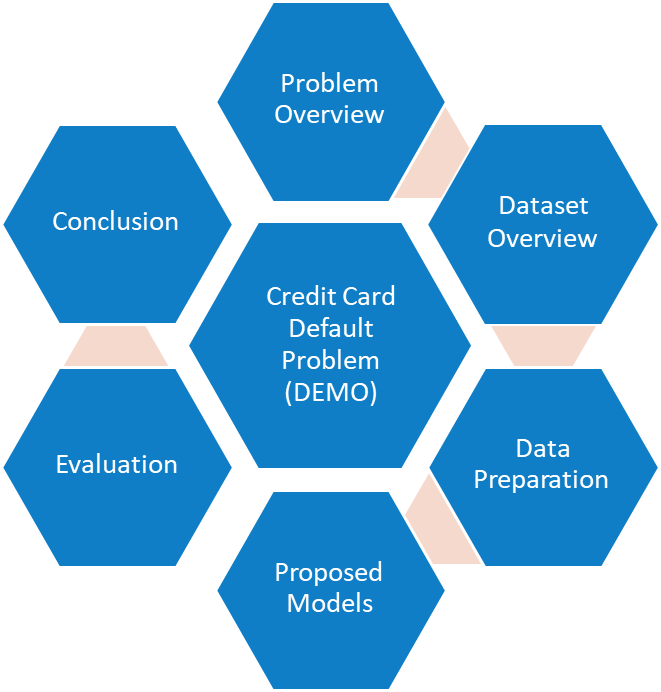 Problem
Overview
Dataset
Overview
Data
Preparation
Proposed
Models
Evaluation
Conclusion
Credit Card
Default
Problem
(DEMO)